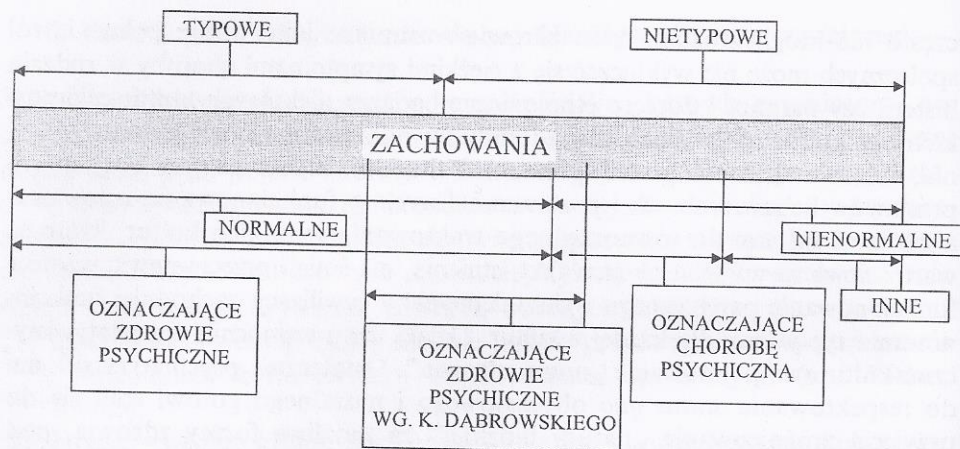 TYPOWE
NIETYPOWE
ZACHOWANIA
NORMALNE
NIENORMALNE
OZNACZAJĄCE
ZDROWIE
PSYCHICZNE
OZNACZAJĄCE
ZDROWIE
PSYCHICZNE
WG. K. DĄBROWSKIEGO
OZNACZAJĄCE
CHOROBĘ
PSYCHICZNĄ
INNE